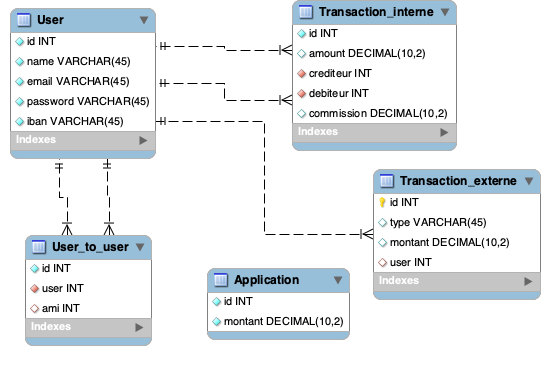 User
id INT
name VARCHAR(45)
email VARCHAR(45)
password VARCHAR(45)
iban VARCHAR(45)
Indexes
Transaction_interne
id INT
amount DECIMAL(10,2)
crediteur INT
debiteur INT
commission DECIMAL(10,2)
Indexes
Transaction_externe
id INT
type VARCHAR(45)
montant DECIMAL(10,2)
user INT
Indexes
User_to_user
id INT
user INT
ami INT
Indexes
Application
id INT
montant DECIMAL(10,2)
Indexes